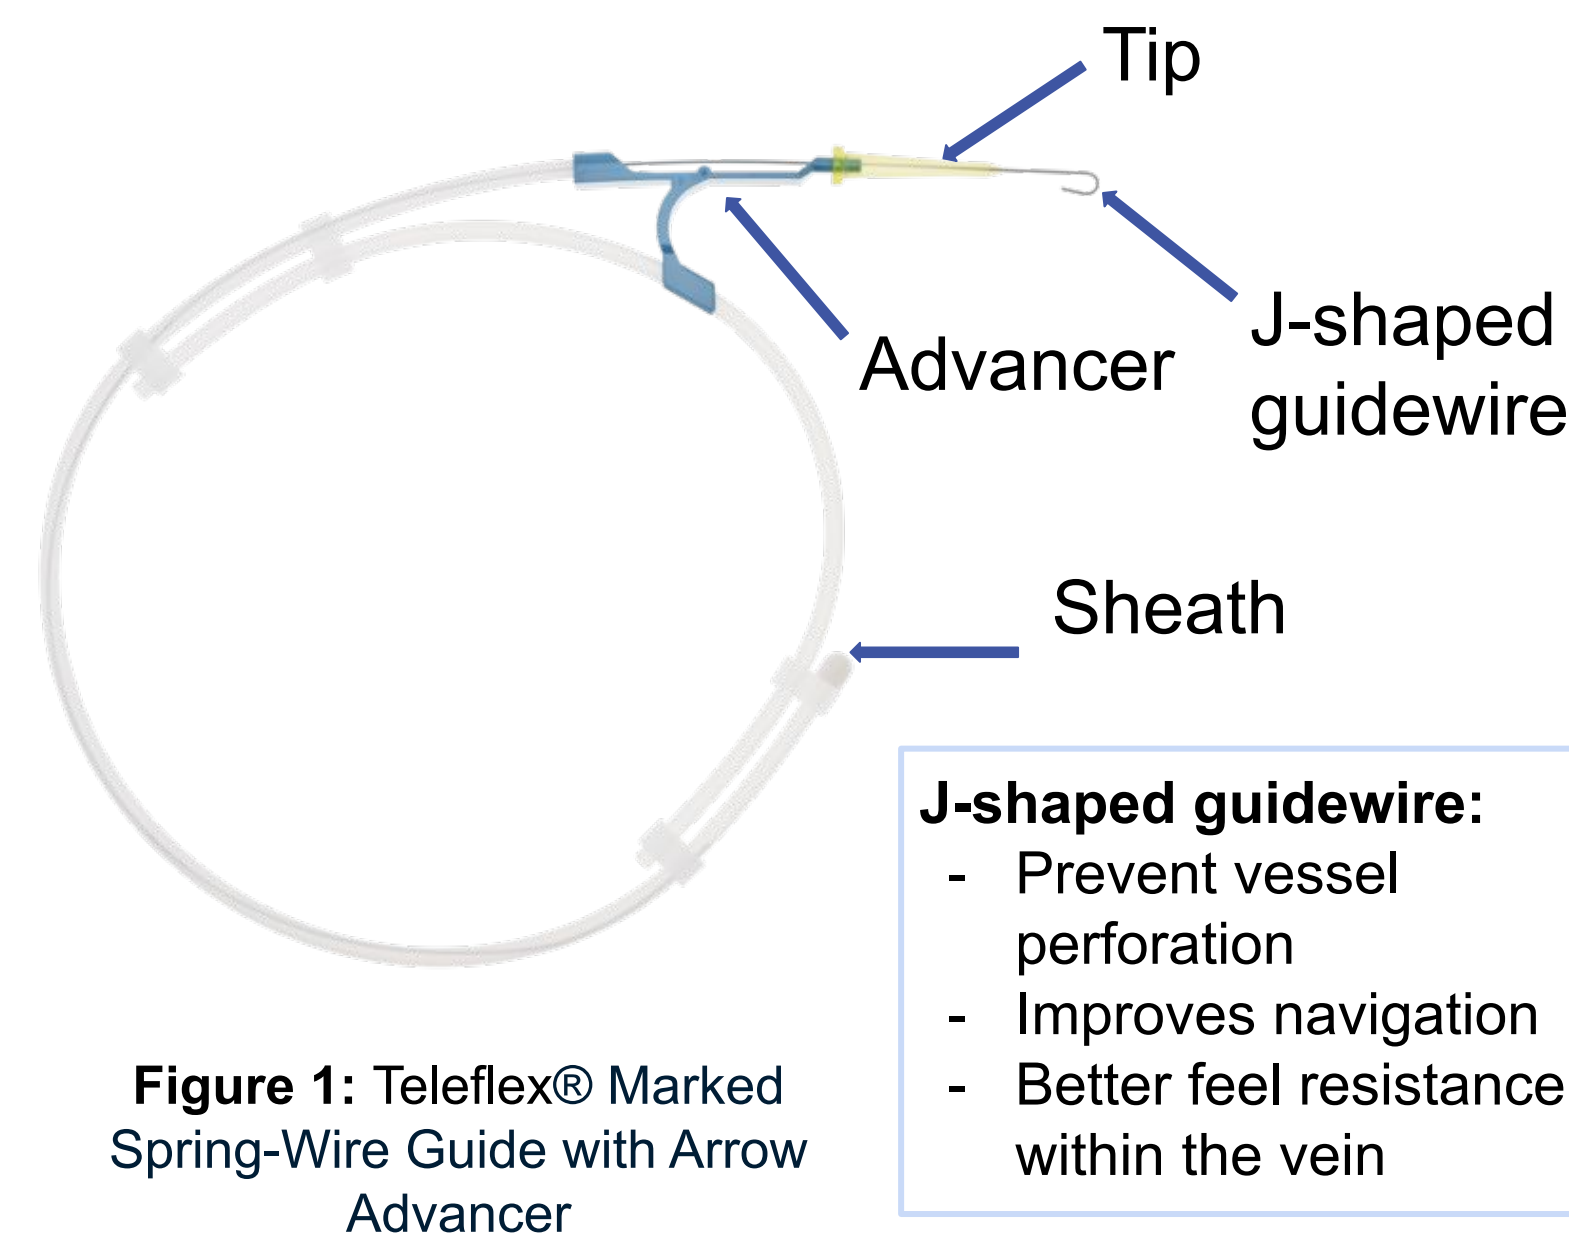 Tip
Advancer
J-shaped
guidewire
Sheath
J-shaped guidewire:
- Prevent vessel
perforation
- Improves navigation
- Better feel resistance
within the vein
Figure 1: Teleflex® Marked
Spring-Wire Guide with Arrow
Advancer